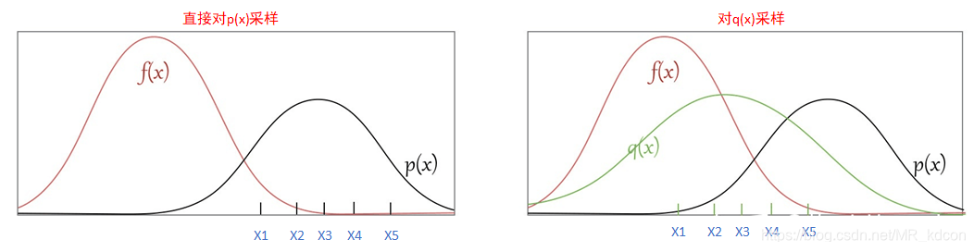 直接对p(x)采样
f(x)
p(x)
X1 X2 X3 X4 X5
对q(x)采样
f(x)
q(x)
p(x)
X1 X2 X3 X4 X5
https://blog.csdn.net/MR_kdcon